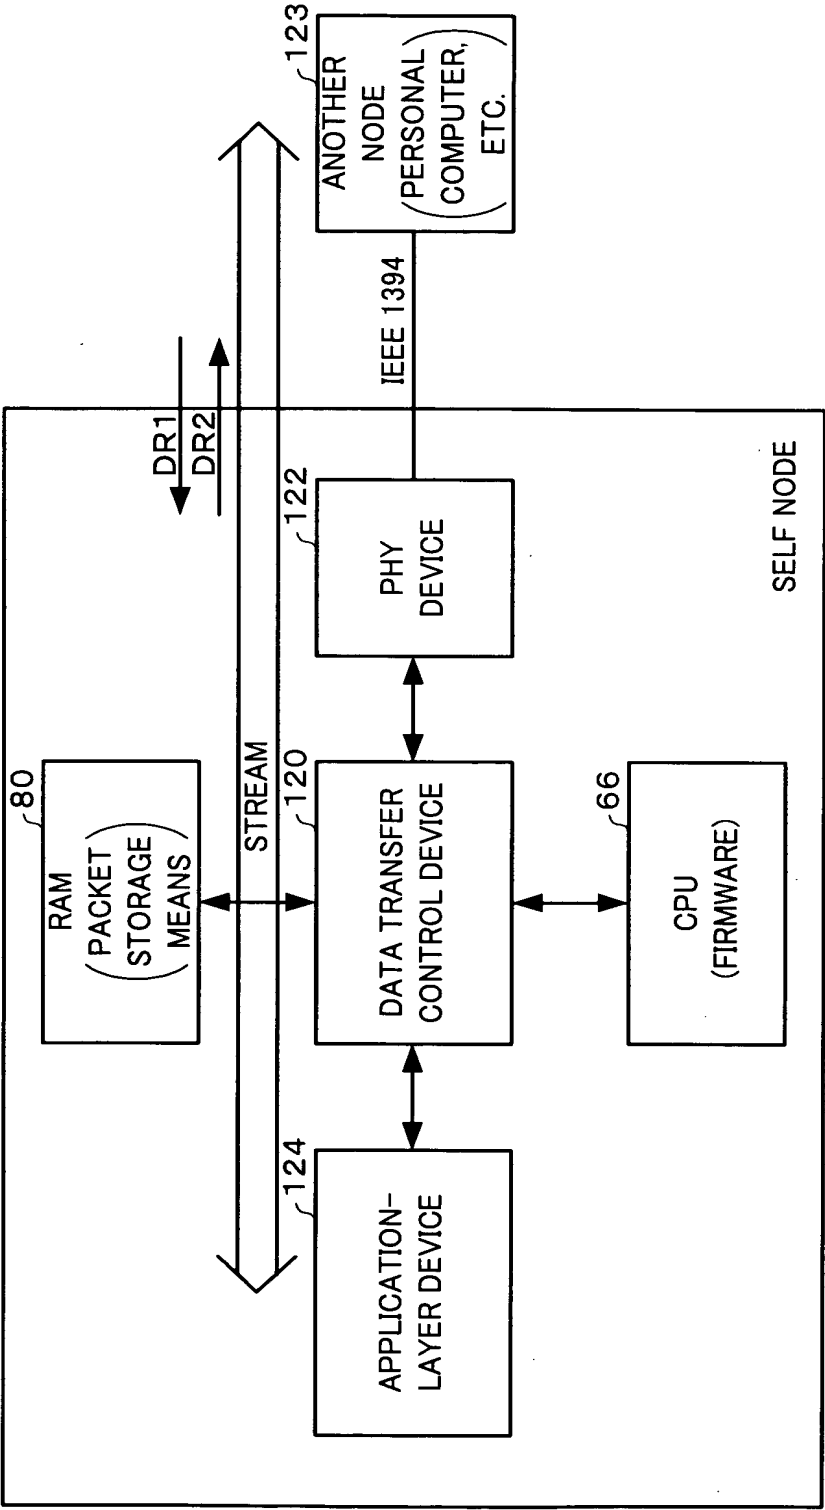 80
RAM
(PACKET
STORAGE
MEANS)
DR1
DR2
STREAM
124
APPLICATION-
LAYER DEVICE
120
DATA TRANSFER
CONTROL DEVICE
122
PHY
DEVICE
IEEE 1394
123
ANOTHER
NODE
(PERSONAL
COMPUTER,
ETC.)
66
CPU
(FIRMWARE)
SELF NODE